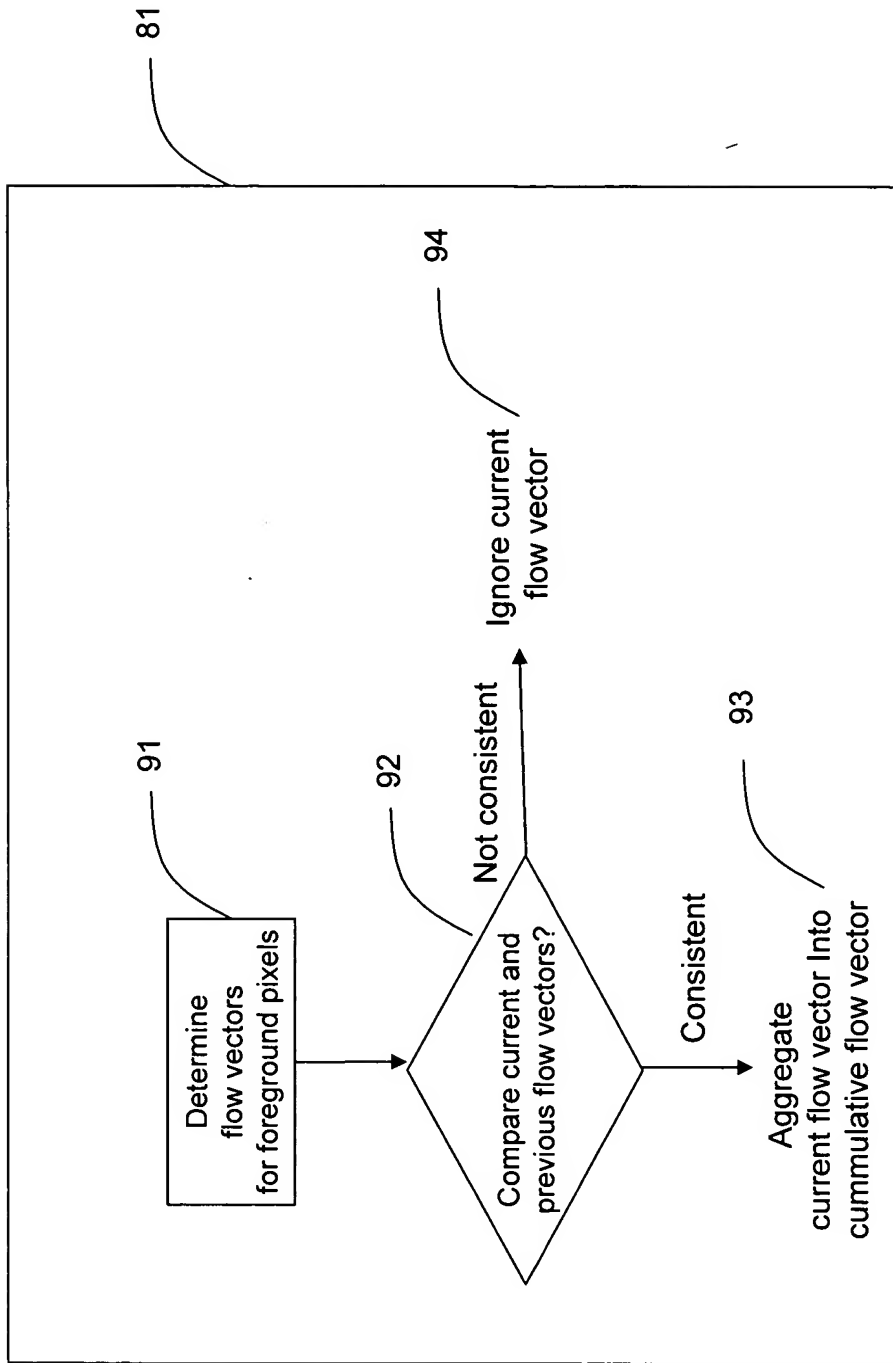 81
91
Determine
flow vectors
for foreground pixels
92
Compare current and
previous flow vectors?
Not consistent
94
Ignore current
flow vector
Consistent
93
Aggregate
current flow vector Into
cummulative flow vector